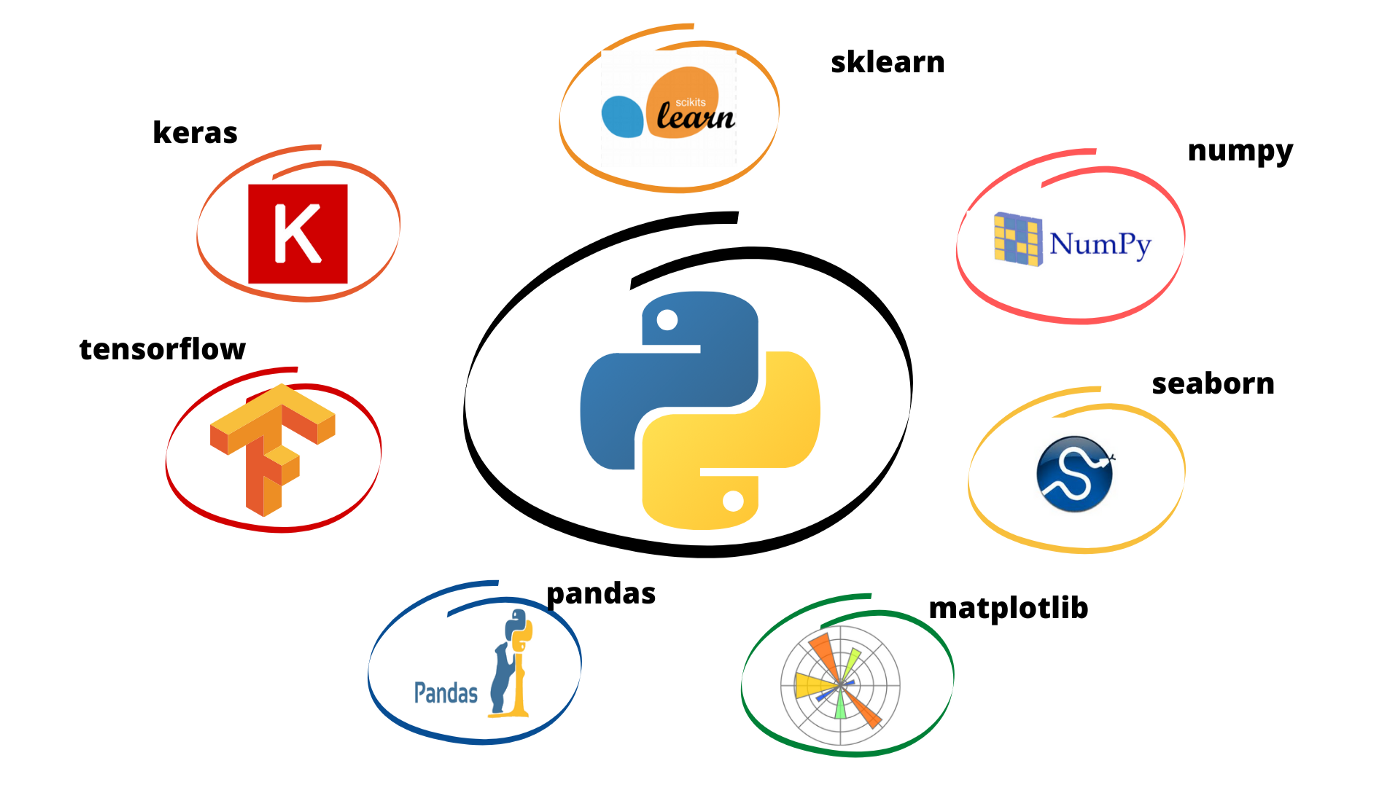 sklearn
scikits
learn
keras
K
numpy
NumPy
tensorflow
seaborn
pandas
Pandas
matplotlib